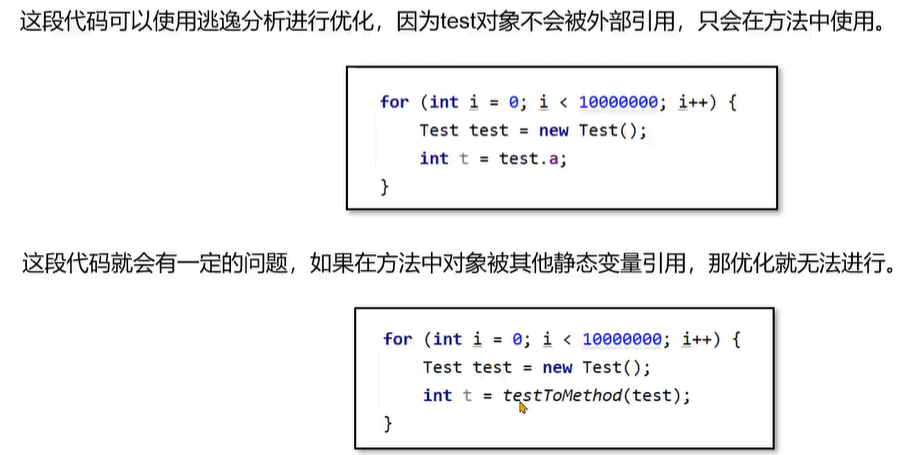 这段代码可以使用逃逸分析进行优化，因为test对象不会被外部引用，只会在方法中使用。
for (int i = 0; i < 10000000; i++) {
    Test test = new Test();
    int t = test.a;
}
这段代码就会有一定的问题，如果在方法中对象被其他静态变量引用，那优化就无法进行。
for (int i = 0; i < 10000000; i++) {
    Test test = new Test();
    int t = testToMethod(test);
}